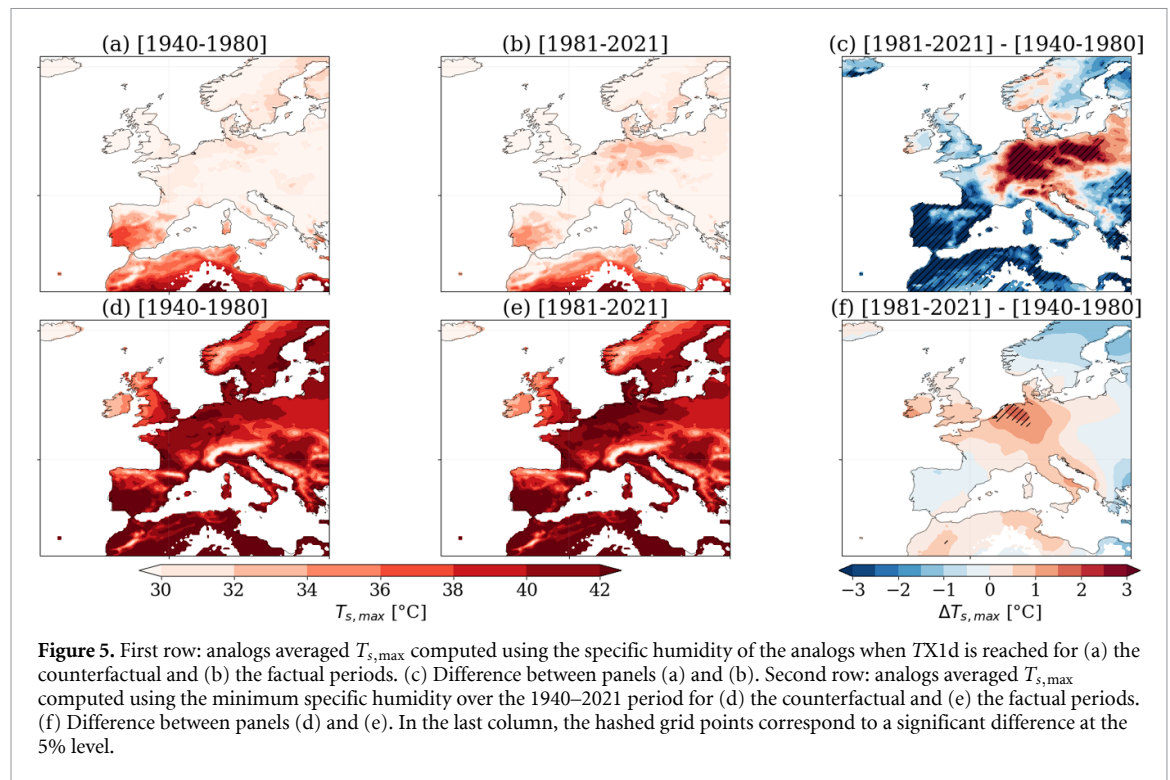 (a) [1940-1980]
(b) [1981-2021]
(c) [1981-2021] - [1940-1980]
(d) [1940-1980]
(e) [1981-2021]
(f) [1981-2021] - [1940-1980]
30 32 34 36 38 40 42
Ts,max [°C]
−3 −2 −1 0 1 2 3
ΔTs,max [°C]
Figure 5. First row: analogs averaged Ts,max computed using the specific humidity of the analogs when TX1d is reached for (a) the
counterfactual and (b) the factual periods. (c) Difference between panels (a) and (b). Second row: analogs averaged Ts,max
computed using the minimum specific humidity over the 1940–2021 period for (d) the counterfactual and (e) the factual periods.
(f) Difference between panels (d) and (e). In the last column, the hashed grid points correspond to a significant difference at the
5% level.